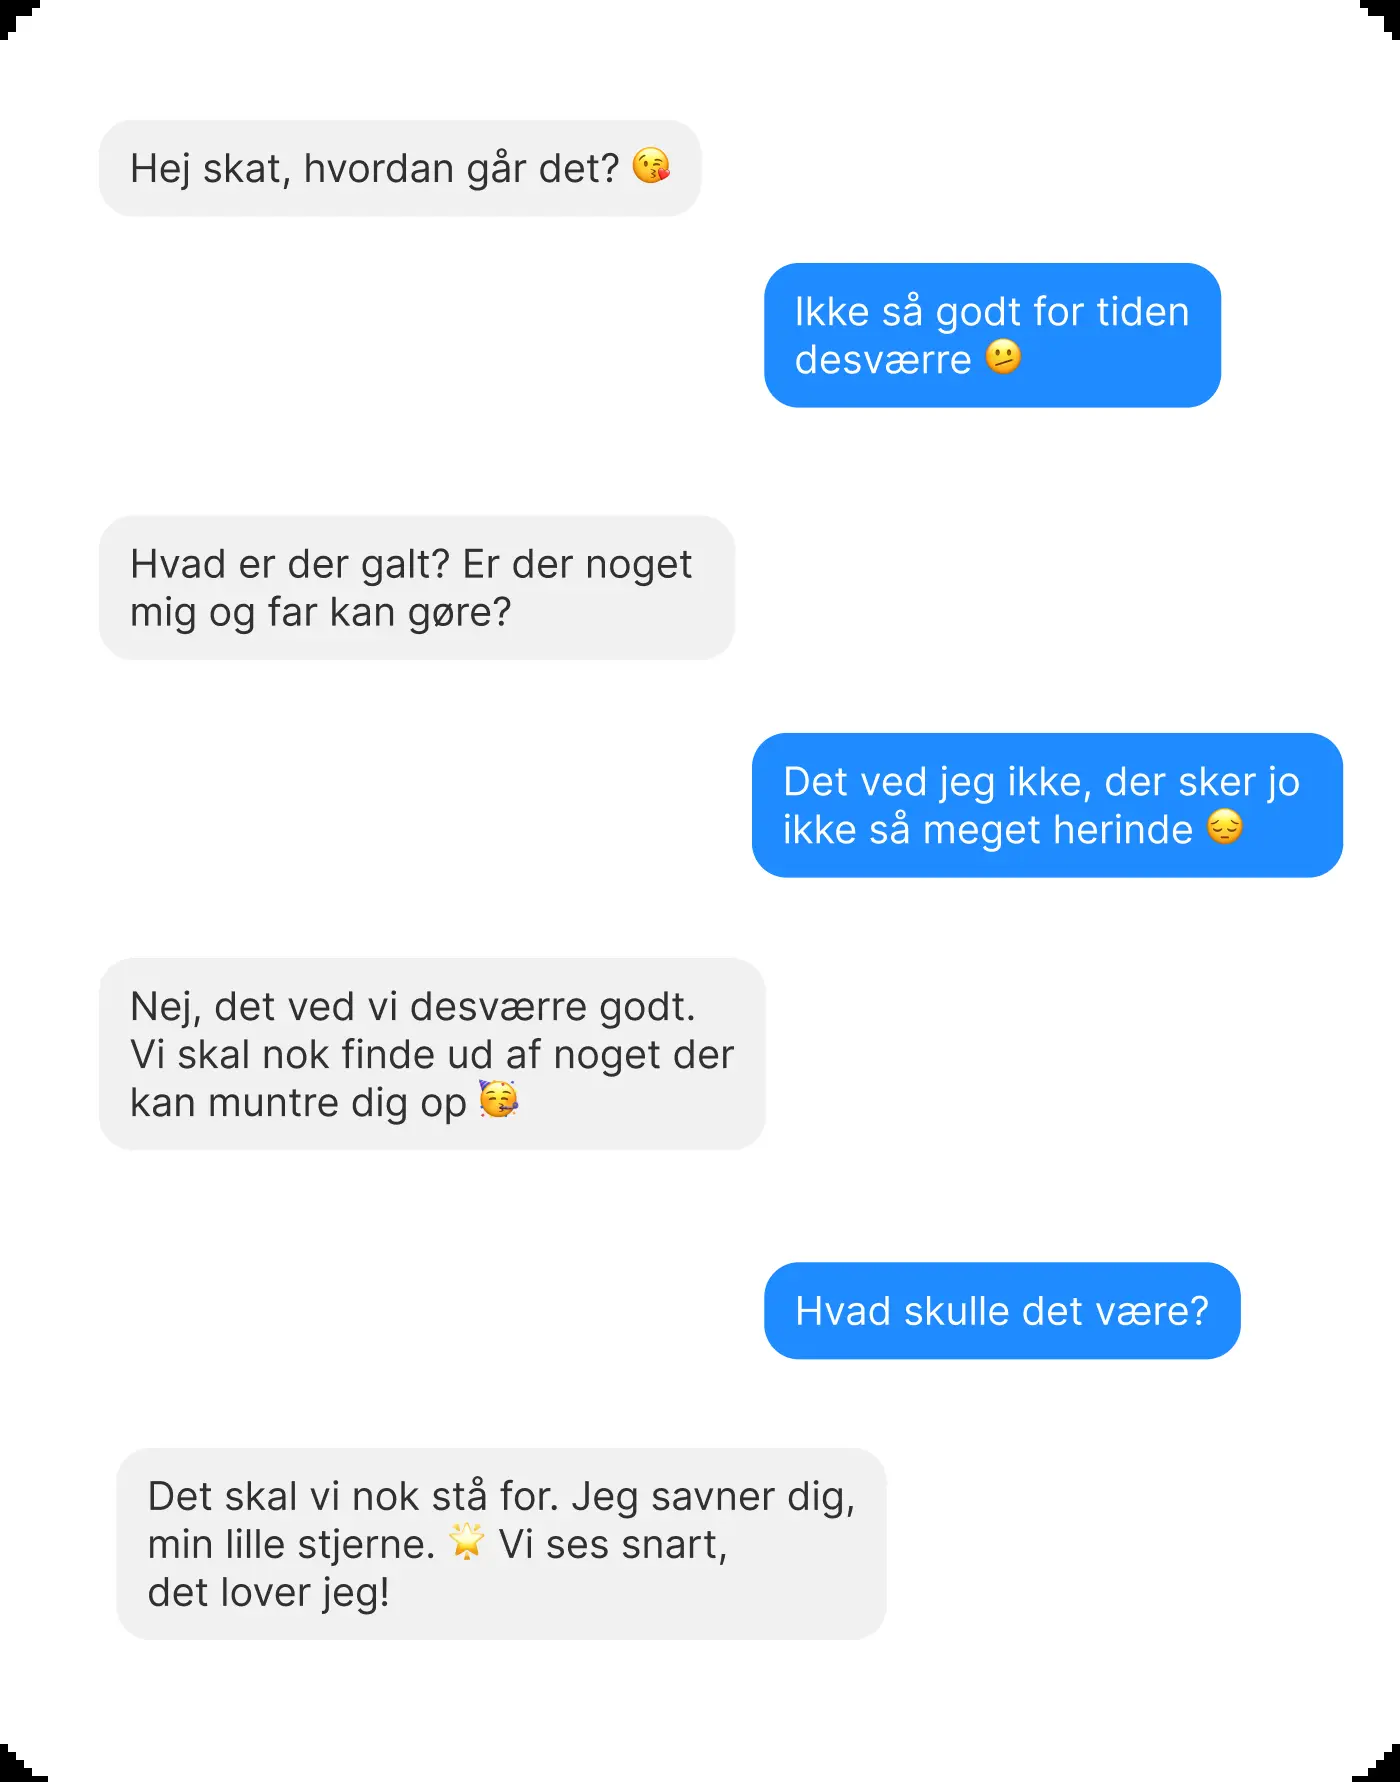 Hej skat, hvordan går det? 😘
Ikke så godt for tiden
desværre 🫤
Hvad er der galt? Er der noget
mig og far kan gøre?
Det ved jeg ikke, der sker jo
ikke så meget herinde 😔
Nej, det ved vi desværre godt.
Vi skal nok finde ud af noget der
kan muntre dig op 🥳
Hvad skulle det være?
Det skal vi nok stå for. Jeg savner dig,
min lille stjerne. 🌟 Vi ses snart,
det lover jeg!